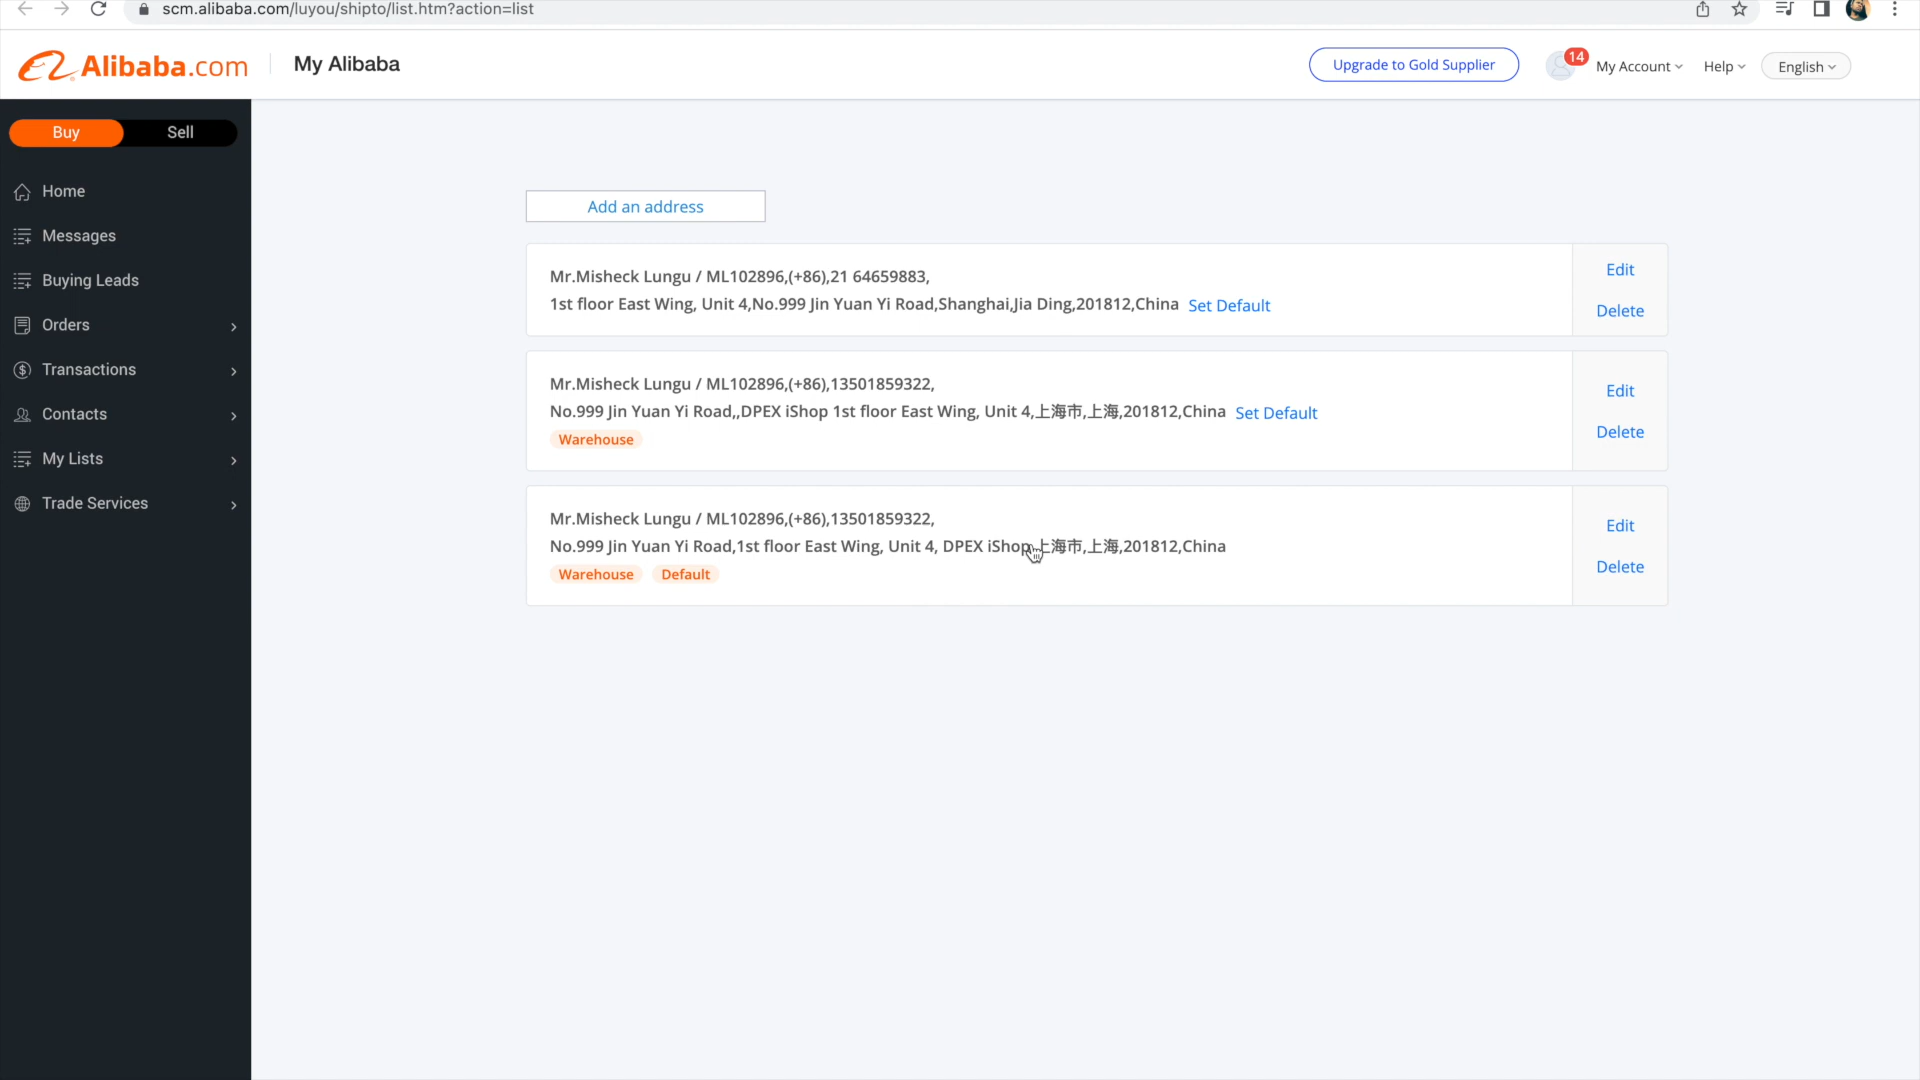 scm.alibaba.com/luyou/shipto/list.htm?action=list
Alibaba.com
My Alibaba
Upgrade to Gold Supplier
14
My Account
Help
English
Buy
Sell
Home
Messages
Buying Leads
Orders
Transactions
Contacts
My Lists
Trade Services
Add an address
Mr.Misheck Lungu / ML102896,(+86),21 64659883,
1st floor East Wing, Unit 4,No.999 Jin Yuan Yi Road,Shanghai,Jia Ding,201812,China Set Default
Edit
Delete
Mr.Misheck Lungu / ML102896,(+86),13501859322,
No.999 Jin Yuan Yi Road,,DPEX iShop 1st floor East Wing, Unit 4,上海市,上海,201812,China Set Default
Warehouse
Edit
Delete
Mr.Misheck Lungu / ML102896,(+86),13501859322,
No.999 Jin Yuan Yi Road,1st floor East Wing, Unit 4, DPEX iShop,上海市,上海,201812,China
Warehouse Default
Edit
Delete